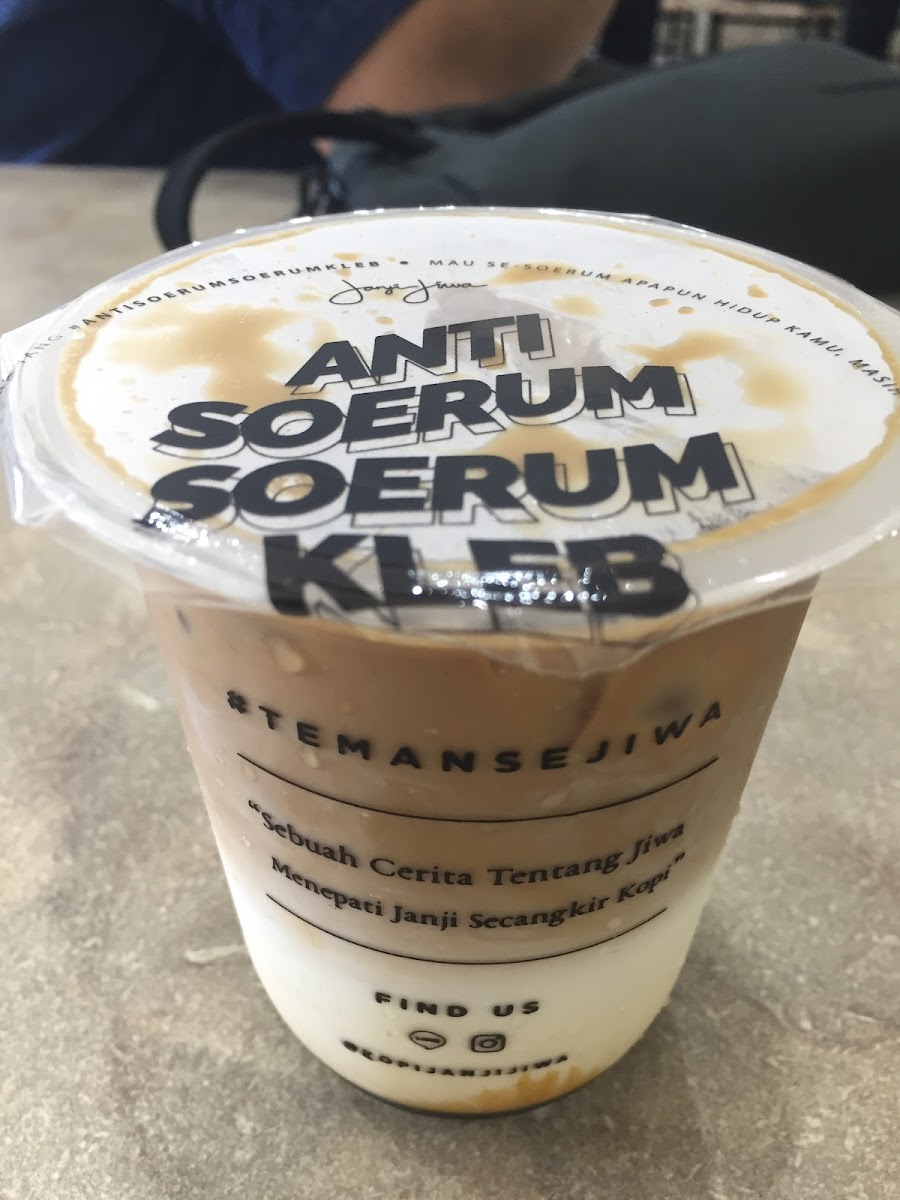 #ANTISOERUMSOERUMKLEB • MAU SE-SOERUM APAPUN HIDUP KAMU, MASIH
Janji Jiwa
ANTI
SOERUM
SOERUM
KLEB
#TEMANSEJIWA
“Sebuah Cerita Tentang Jiwa
Menepati Janji Secangkir Kopi”
FIND US
@KOPIJANJIJIWA